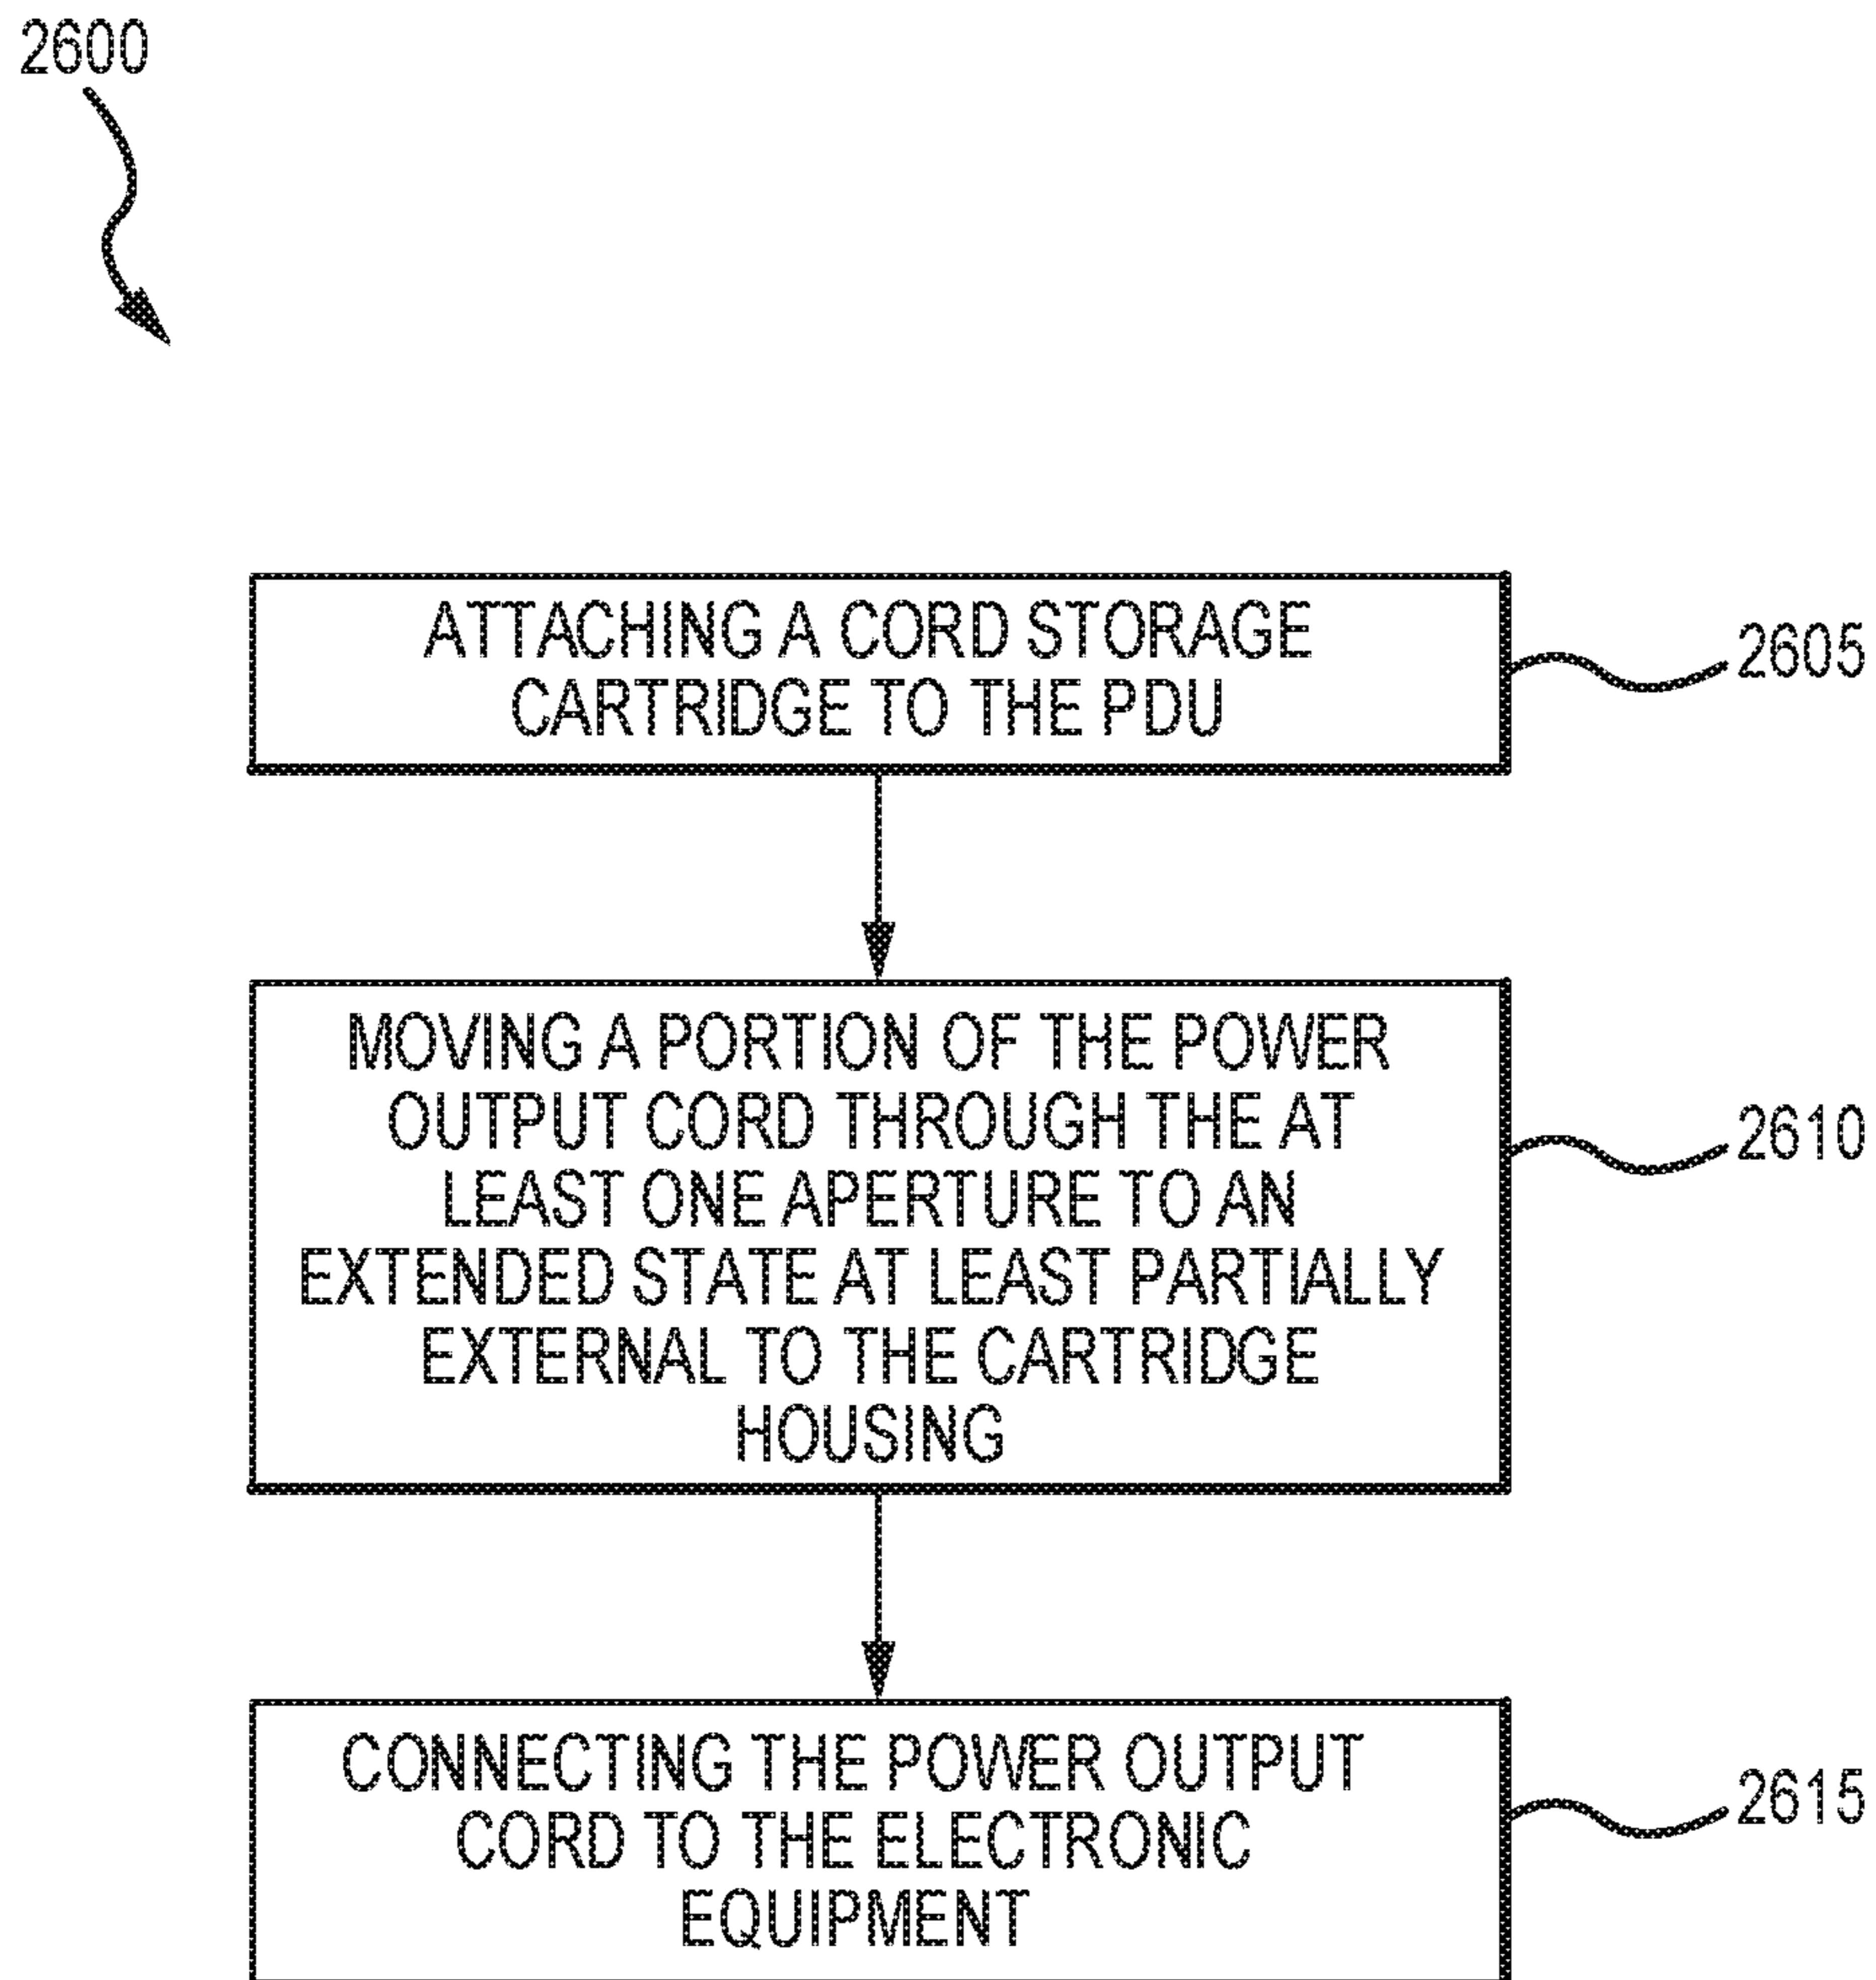 2600
ATTACHING A CORD STORAGE
CARTRIDGE TO THE PDU
2605
MOVING A PORTION OF THE POWER
OUTPUT CORD THROUGH THE AT
LEAST ONE APERTURE TO AN
EXTENDED STATE AT LEAST PARTIALLY
EXTERNAL TO THE CARTRIDGE
HOUSING
2610
CONNECTING THE POWER OUTPUT
CORD TO THE ELECTRONIC
EQUIPMENT
2615